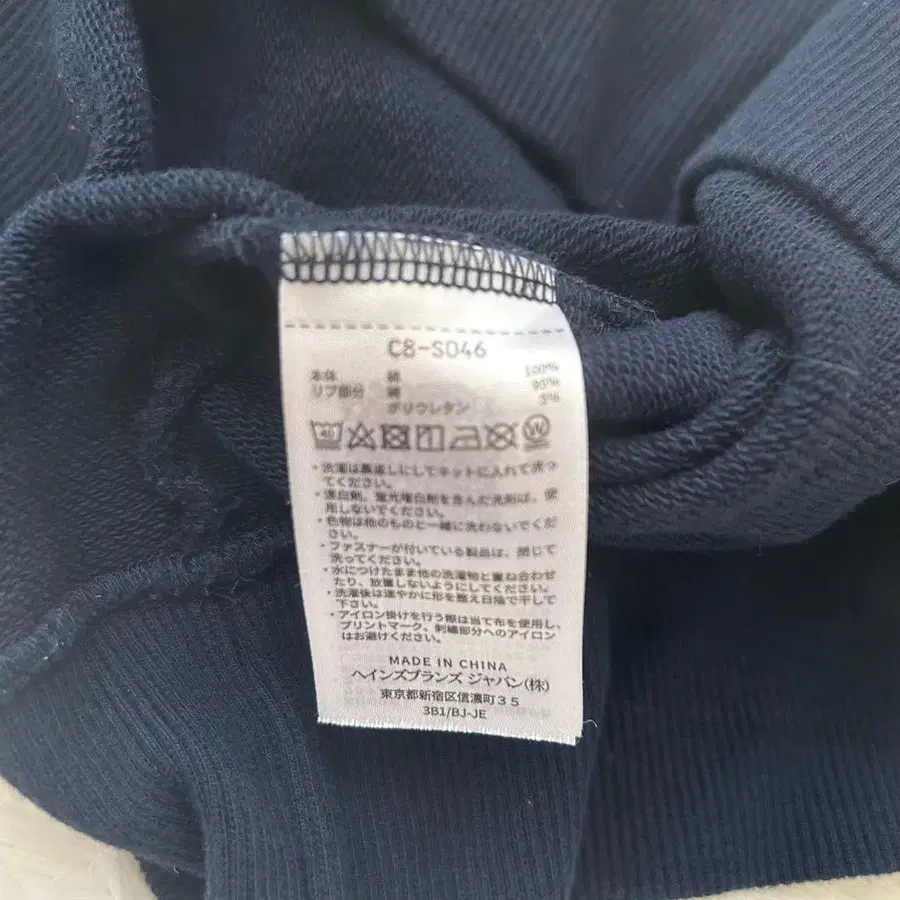 C8-S046
本体 綿 100%
リブ部分 綿 95%
ポリウレタン 5%
40 W
・洗濯は裏返しにしてネットに入れて洗っ
てください。
・漂白剤、蛍光増白剤を含んだ洗剤は、使
用しないでください。
・色物は他のものと一緒に洗わないでくだ
さい。
・ファスナーが付いている製品は、閉じて
洗ってください。
・水につけたまま他の洗濯物と重ね合わせ
たり、放置しないようにしてください。
・洗濯後は速やかに形を整え日陰で干して
下さい。
・アイロン掛けを行う際は当て布を使用し、
プリントマーク、刺繍部分へのアイロン
はお避けください。
MADE IN CHINA
ヘインズブランズ ジャパン(株)
東京都新宿区信濃町35
3B1/BJ-JE